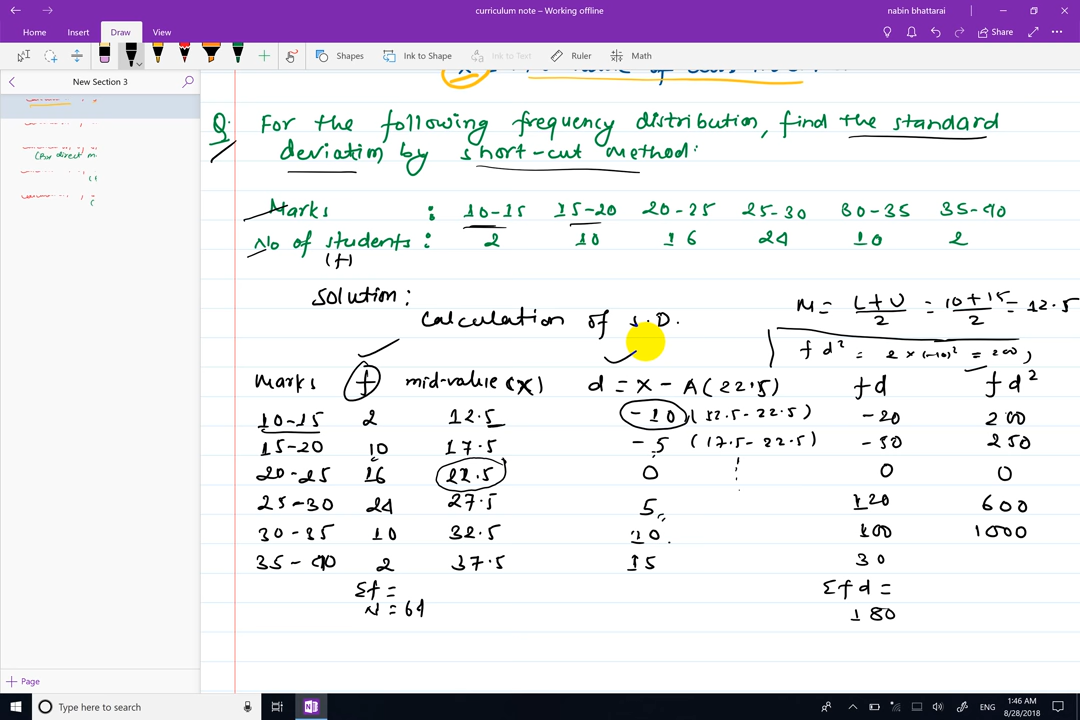 curriculum note – Working offline
nabin bhattarai
Home Insert Draw View
Share
Shapes Ink to Shape Ink to Text Ruler Math
New Section 3
(For direct m
Q. For the following frequency distribution, find the standard
deviation by short-cut method:
Marks : 10-15 15-20 20-25 25-30 30-35 35-40
No of students : 2 10 16 24 10 2
(f)
Solution:
Calculation of S.D.
M = L+U/2 = 10+15/2 = 12.5
fd² = 2×(-10)² = 200,
Marks f mid-value(X) d = X - A(22.5) fd fd²
10-15 2 12.5 -10 (12.5-22.5) -20 200
15-20 10 17.5 -5 (17.5-22.5) -50 250
20-25 16 22.5 0 0 0
25-30 24 27.5 5 120 600
30-35 10 32.5 10 100 1000
35-40 2 37.5 15 30
Σf = Σfd =
N = 64 180
Page
Type here to search
ENG
1:46 AM
8/28/2018